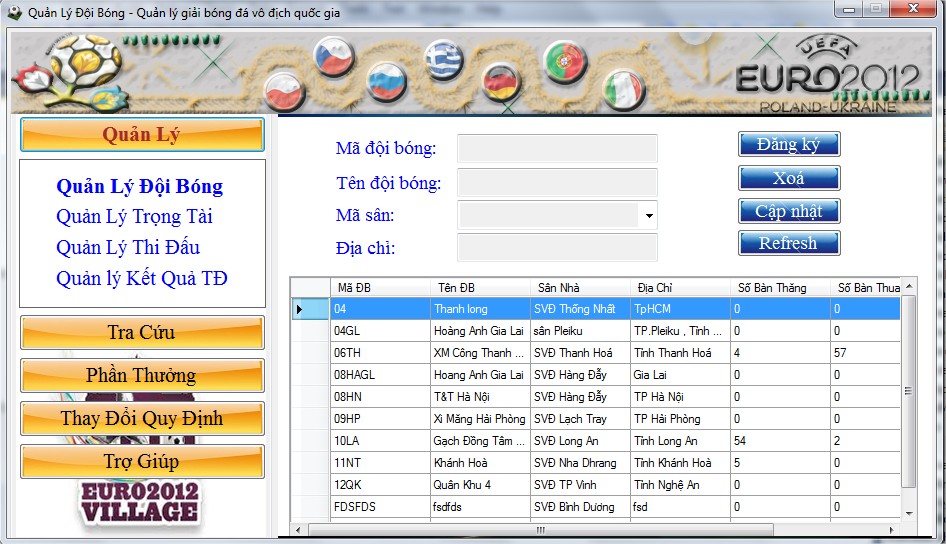 Quản Lý Đội Bóng - Quản lý giải bóng đá vô địch quốc gia
UEFA
EURO2012
POLAND-UKRAINE
Quản Lý
Quản Lý Đội Bóng
Quản Lý Trọng Tài
Quản Lý Thi Đấu
Quản lý Kết Quả TĐ
Tra Cứu
Phần Thưởng
Thay Đổi Quy Định
Trợ Giúp
EURO2012
VILLAGE
Mã đội bóng:
Tên đội bóng:
Mã sân:
Địa chỉ:
Đăng ký
Xoá
Cập nhật
Refresh
Mã ĐB Tên ĐB Sân Nhà Địa Chỉ Số Bàn Thắng Số Bàn Thua
04 Thanh long SVĐ Thống Nhất TpHCM 0 0
04GL Hoàng Anh Gia Lai sân Pleiku TP.Pleiku , Tỉnh ... 0 0
06TH XM Công Thanh ... SVĐ Thanh Hoá Tỉnh Thanh Hoá 4 57
08HAGL Hoang Anh Gia Lai SVĐ Hàng Đẫy Gia Lai 0 0
08HN T&T Hà Nội SVĐ Hàng Đẫy TP Hà Nội 0 0
09HP Xi Măng Hải Phòng SVĐ Lạch Tray TP Hải Phòng 0 0
10LA Gạch Đồng Tâm ... SVĐ Long An Tỉnh Long An 54 2
11NT Khánh Hoà SVĐ Nha Dhrang Tỉnh Khánh Hoà 5 0
12QK Quân Khu 4 SVĐ TP Vinh Tỉnh Nghệ An 0 0
FDSFDS fsdfds SVĐ Bình Dương fsd 0 0